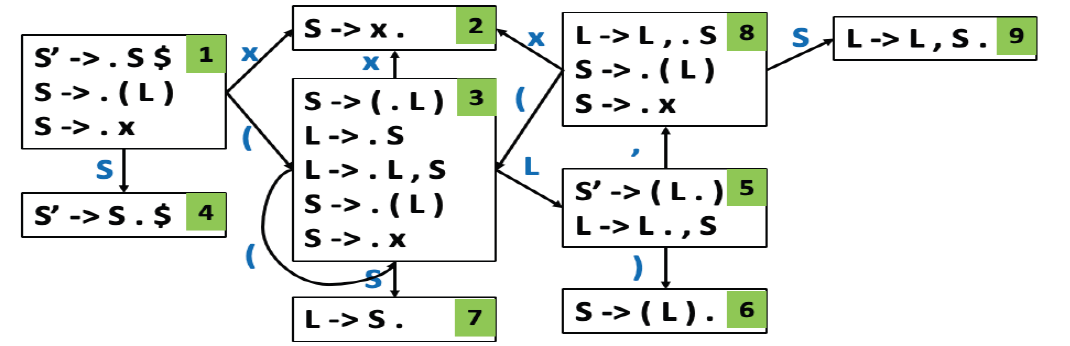 S' -> . S $ 1
S -> . ( L )
S -> . x
S
S' -> S . $ 4
x
(
S -> x . 2
x
S -> ( . L ) 3
L -> . S
L -> . L , S
S -> . ( L )
S -> . x
(
S
L -> S . 7
x
(
L
L -> L , . S 8
S -> . ( L )
S -> . x
,
S' -> ( L . ) 5
L -> L . , S
)
S -> ( L ) . 6
S
L -> L , S . 9